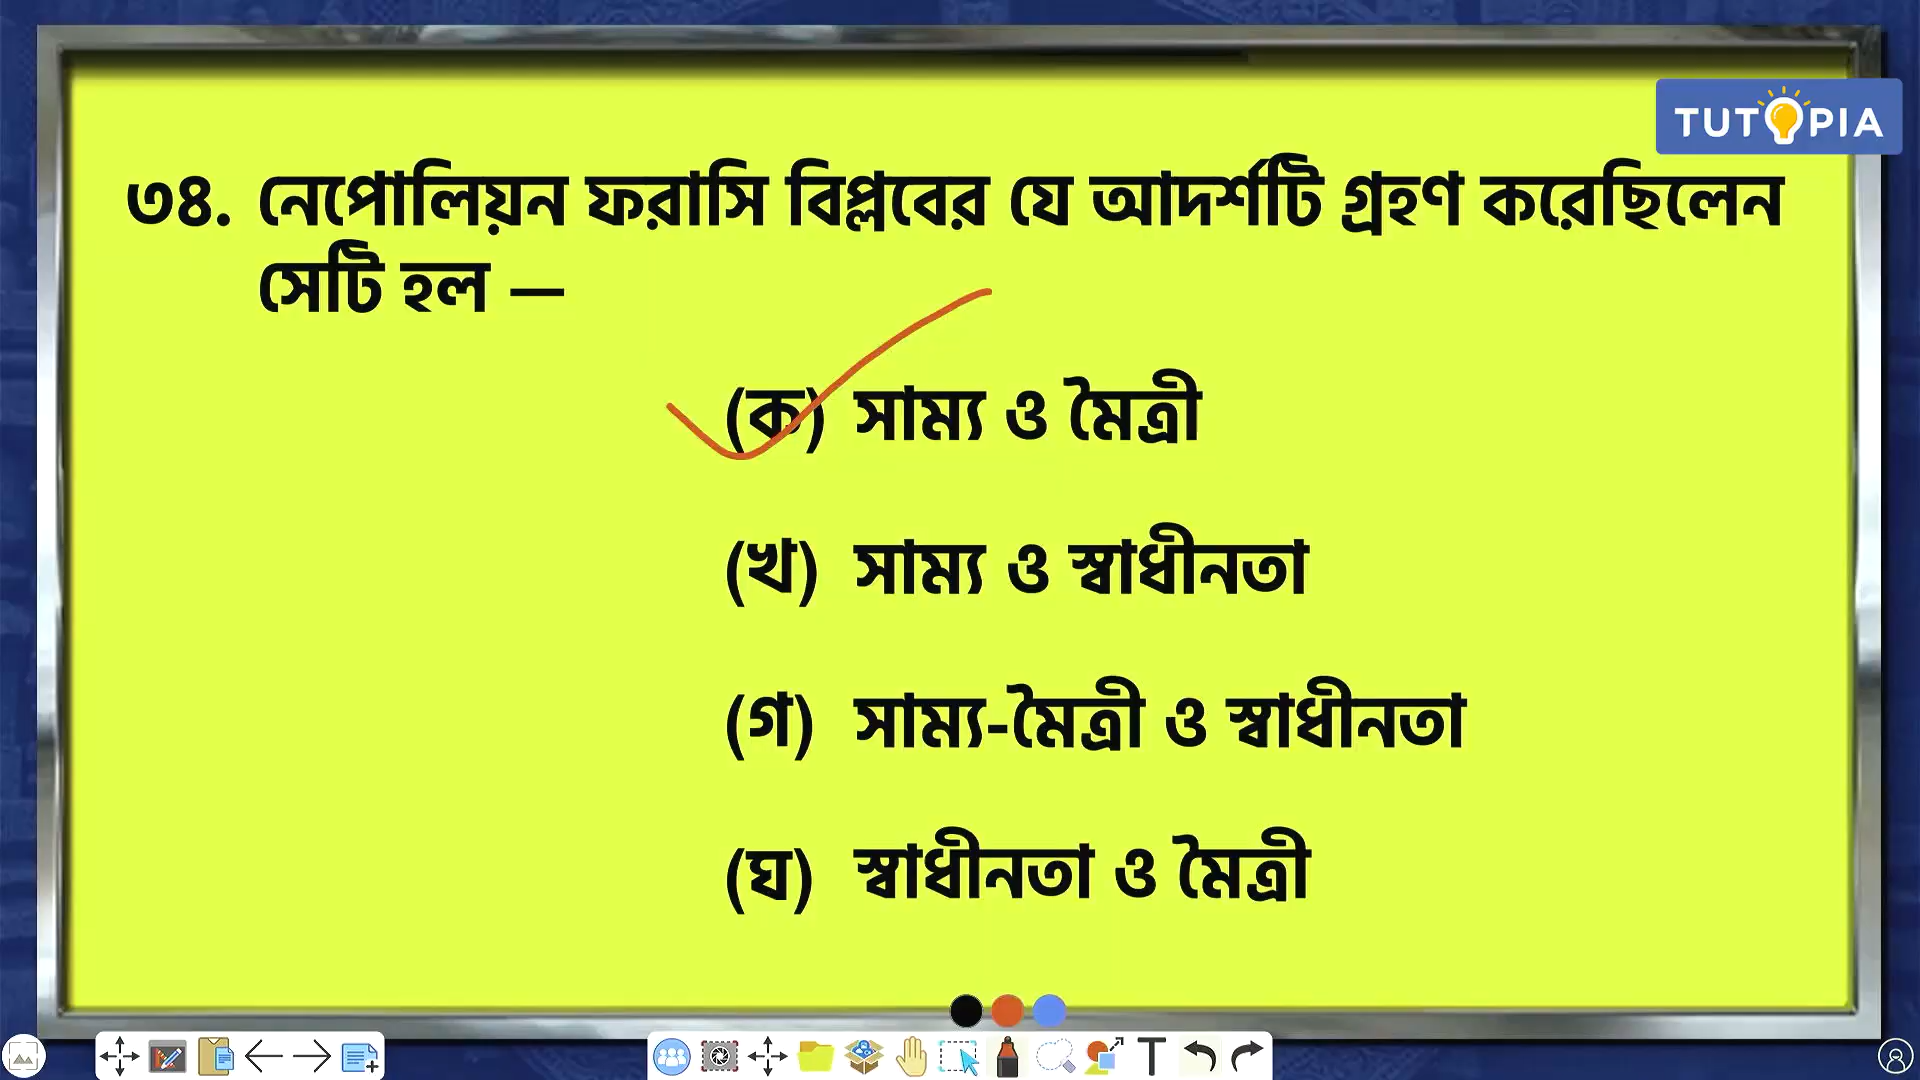 TUTOPIA
৩৪. নেপোলিয়ন ফরাসি বিপ্লবের যে আদর্শটি গ্রহণ করেছিলেন
সেটি হল —
(ক) সাম্য ও মৈত্রী
(খ) সাম্য ও স্বাধীনতা
(গ) সাম্য-মৈত্রী ও স্বাধীনতা
(ঘ) স্বাধীনতা ও মৈত্রী